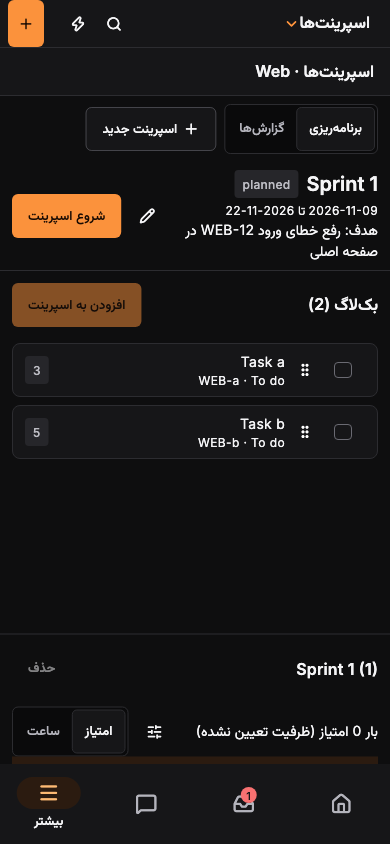 اسپرینت‌ها
اسپرینت‌ها · Web
برنامه‌ریزی
گزارش‌ها
اسپرینت جدید
Sprint 1 planned
2026-11-09 تا 2026-11-22
هدف: رفع خطای ورود WEB-12 در
صفحه اصلی
شروع اسپرینت
بک‌لاگ (2)
افزودن به اسپرینت
Task a
WEB-a · To do
3
Task b
WEB-b · To do
5
Sprint 1 (1)
حذف
بار 0 امتیاز (ظرفیت تعیین نشده)
امتیاز
ساعت
1
بیشتر